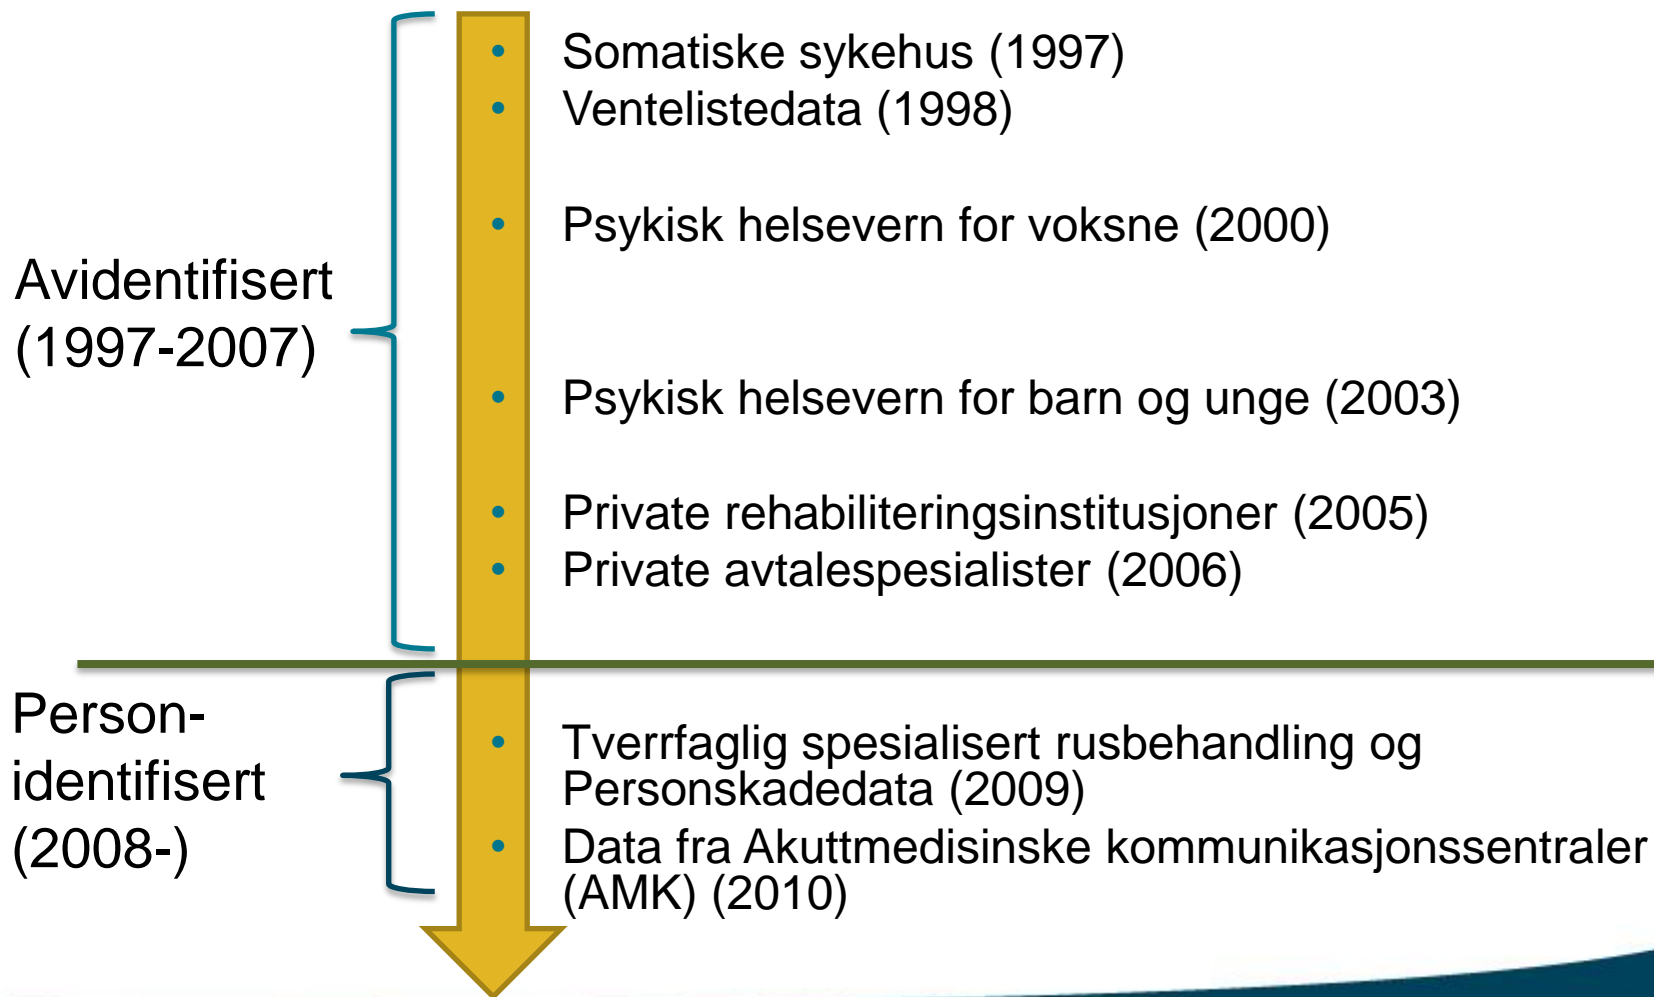 • Somatiske sykehus (1997)
• Ventelistedata (1998)
• Psykisk helsevern for voksne (2000)
Avidentifisert
(1997-2007)
• Psykisk helsevern for barn og unge (2003)
• Private rehabiliteringsinstitusjoner (2005)
• Private avtalespesialister (2006)
Person-
identifisert
(2008-)
• Tverrfaglig spesialisert rusbehandling og
Personskadedata (2009)
• Data fra Akuttmedisinske kommunikasjonssentraler
(AMK) (2010)